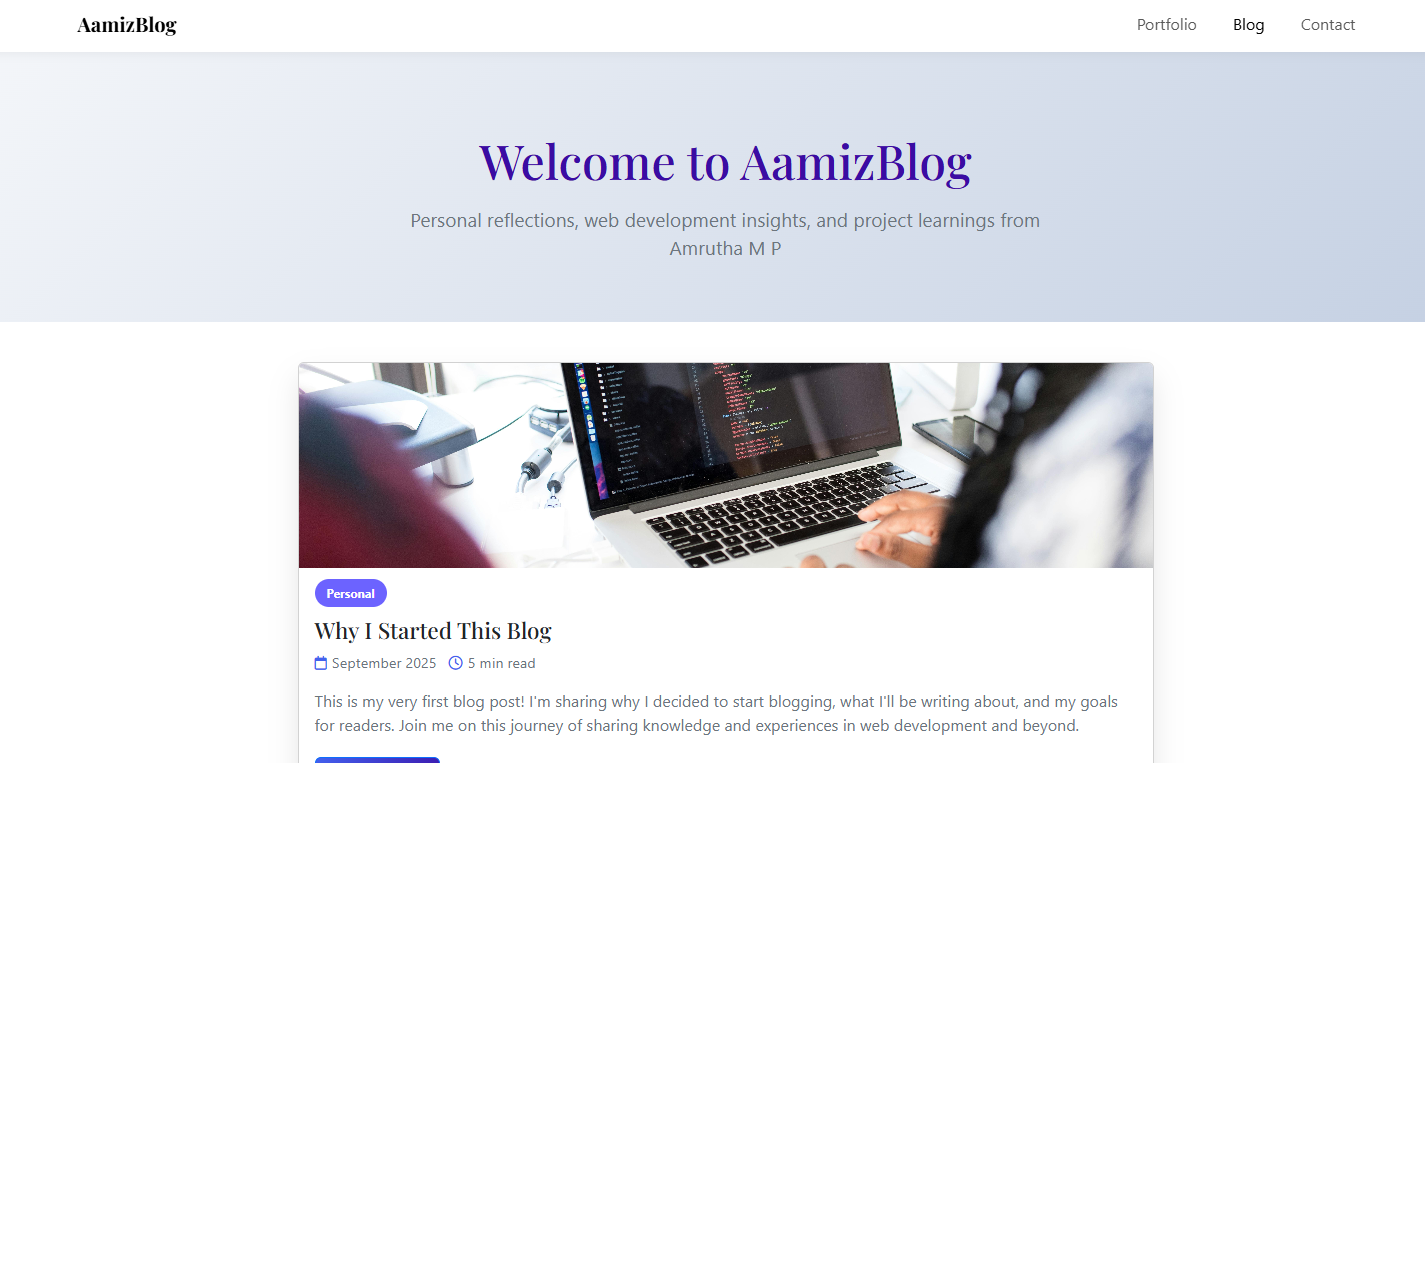 AamizBlog
Portfolio Blog Contact
Welcome to AamizBlog
Personal reflections, web development insights, and project learnings from
Amrutha M P
Personal
Why I Started This Blog
September 2025 5 min read
This is my very first blog post! I'm sharing why I decided to start blogging, what I'll be writing about, and my goals
for readers. Join me on this journey of sharing knowledge and experiences in web development and beyond.